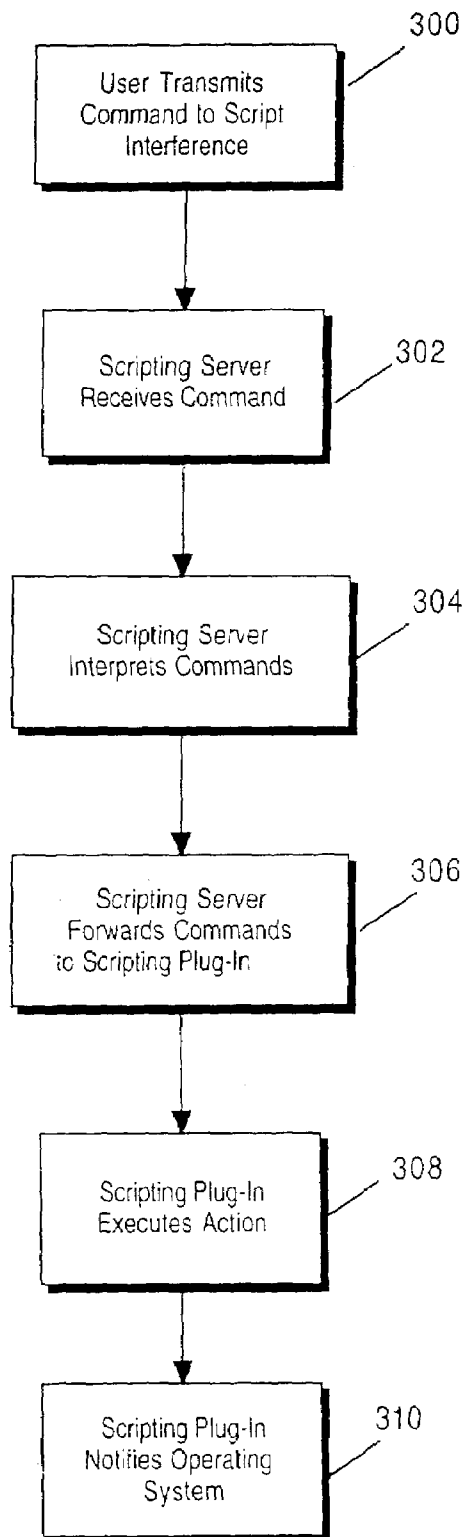 300
User Transmits
Command to Script
Interference
302
Scripting Server
Receives Command
304
Scripting Server
Interprets Commands
306
Scripting Server
Forwards Commands
to Scripting Plug-In
308
Scripting Plug-In
Executes Action
310
Scripting Plug-In
Notifies Operating
System